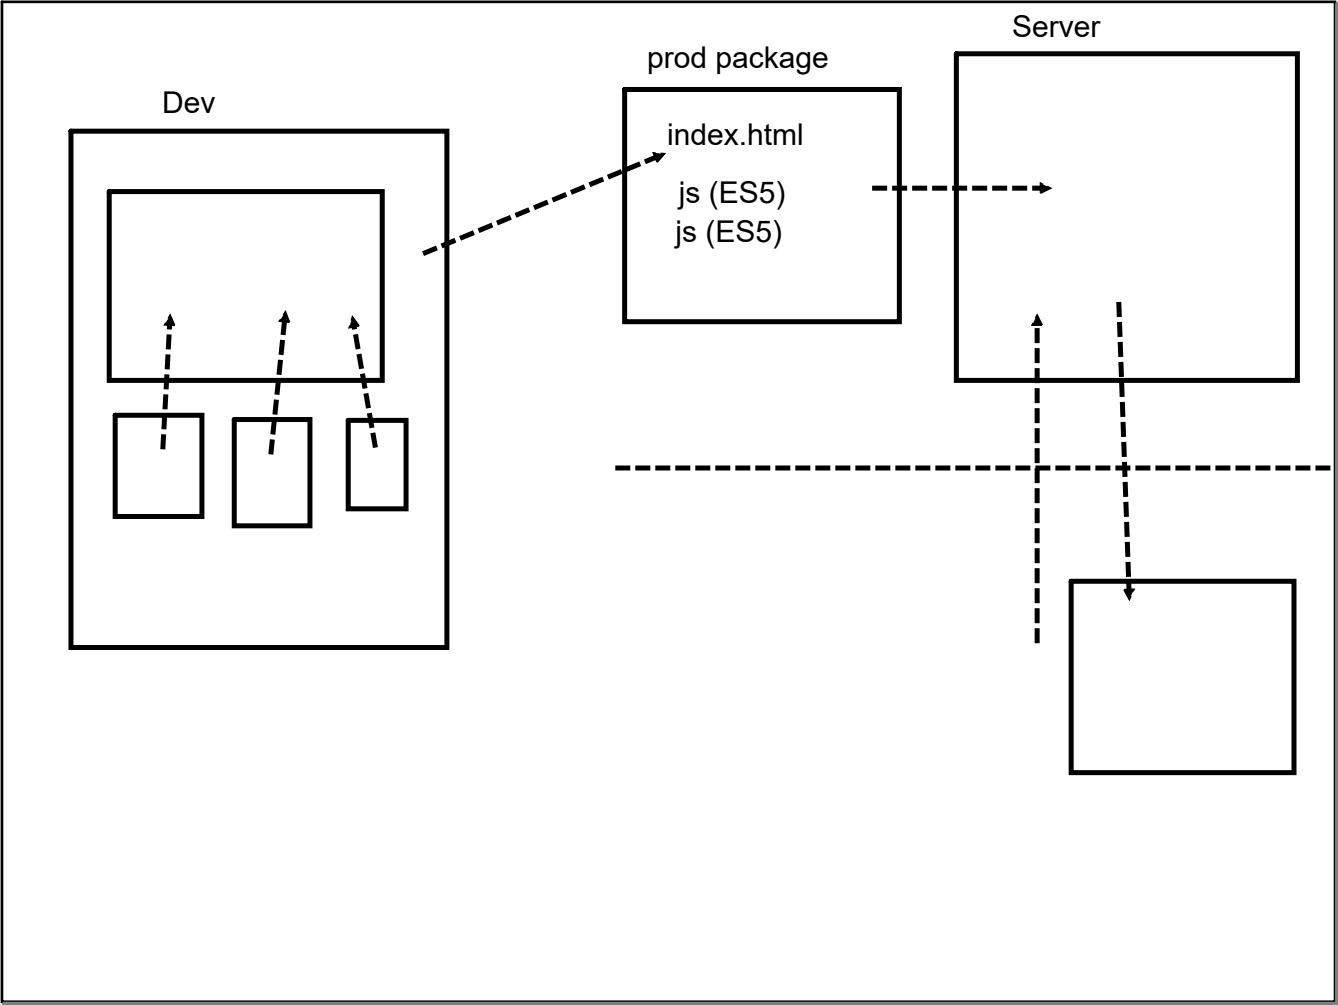 Server
prod package
Dev
index.html
js (ES5)
js (ES5)